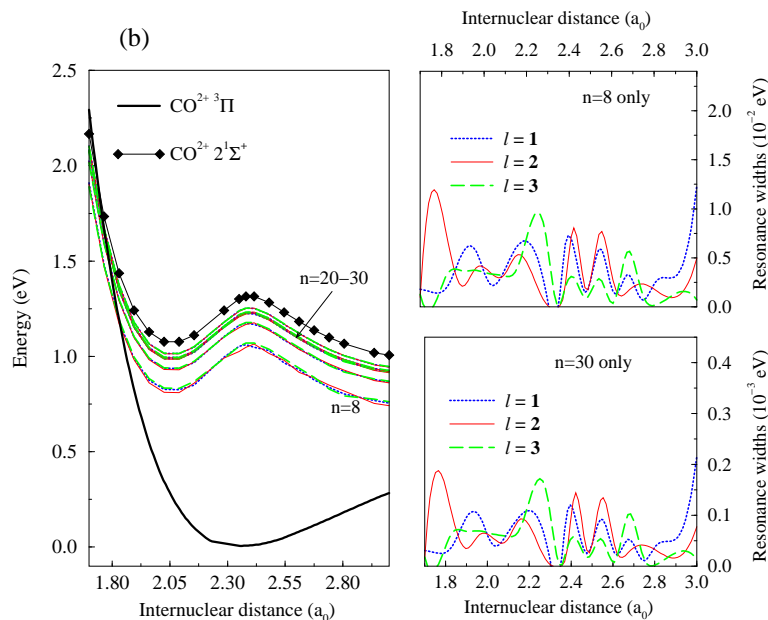 (b)
2.5
2.0
1.5
1.25
1.0
0.75
0.5
0.0
Energy (eV)
CO²⁺ ³Π
CO²⁺ 2¹Σ⁺
n=20−30
n=8
1.80 2.05 2.30 2.55 2.80
Internuclear distance (a₀)
Internuclear distance (a₀)
1.8 2.0 2.2 2.4 2.6 2.8 3.0
n=8 only
l = 1
l = 2
l = 3
2.0
1.5
1.0
0.5
0.0
Resonance widths (10⁻² eV)
n=30 only
l = 1
l = 2
l = 3
0.4
0.3
0.2
0.1
0.0
Resonance widths (10⁻³ eV)
1.8 2.0 2.2 2.4 2.6 2.8 3.0
Internuclear distance (a₀)